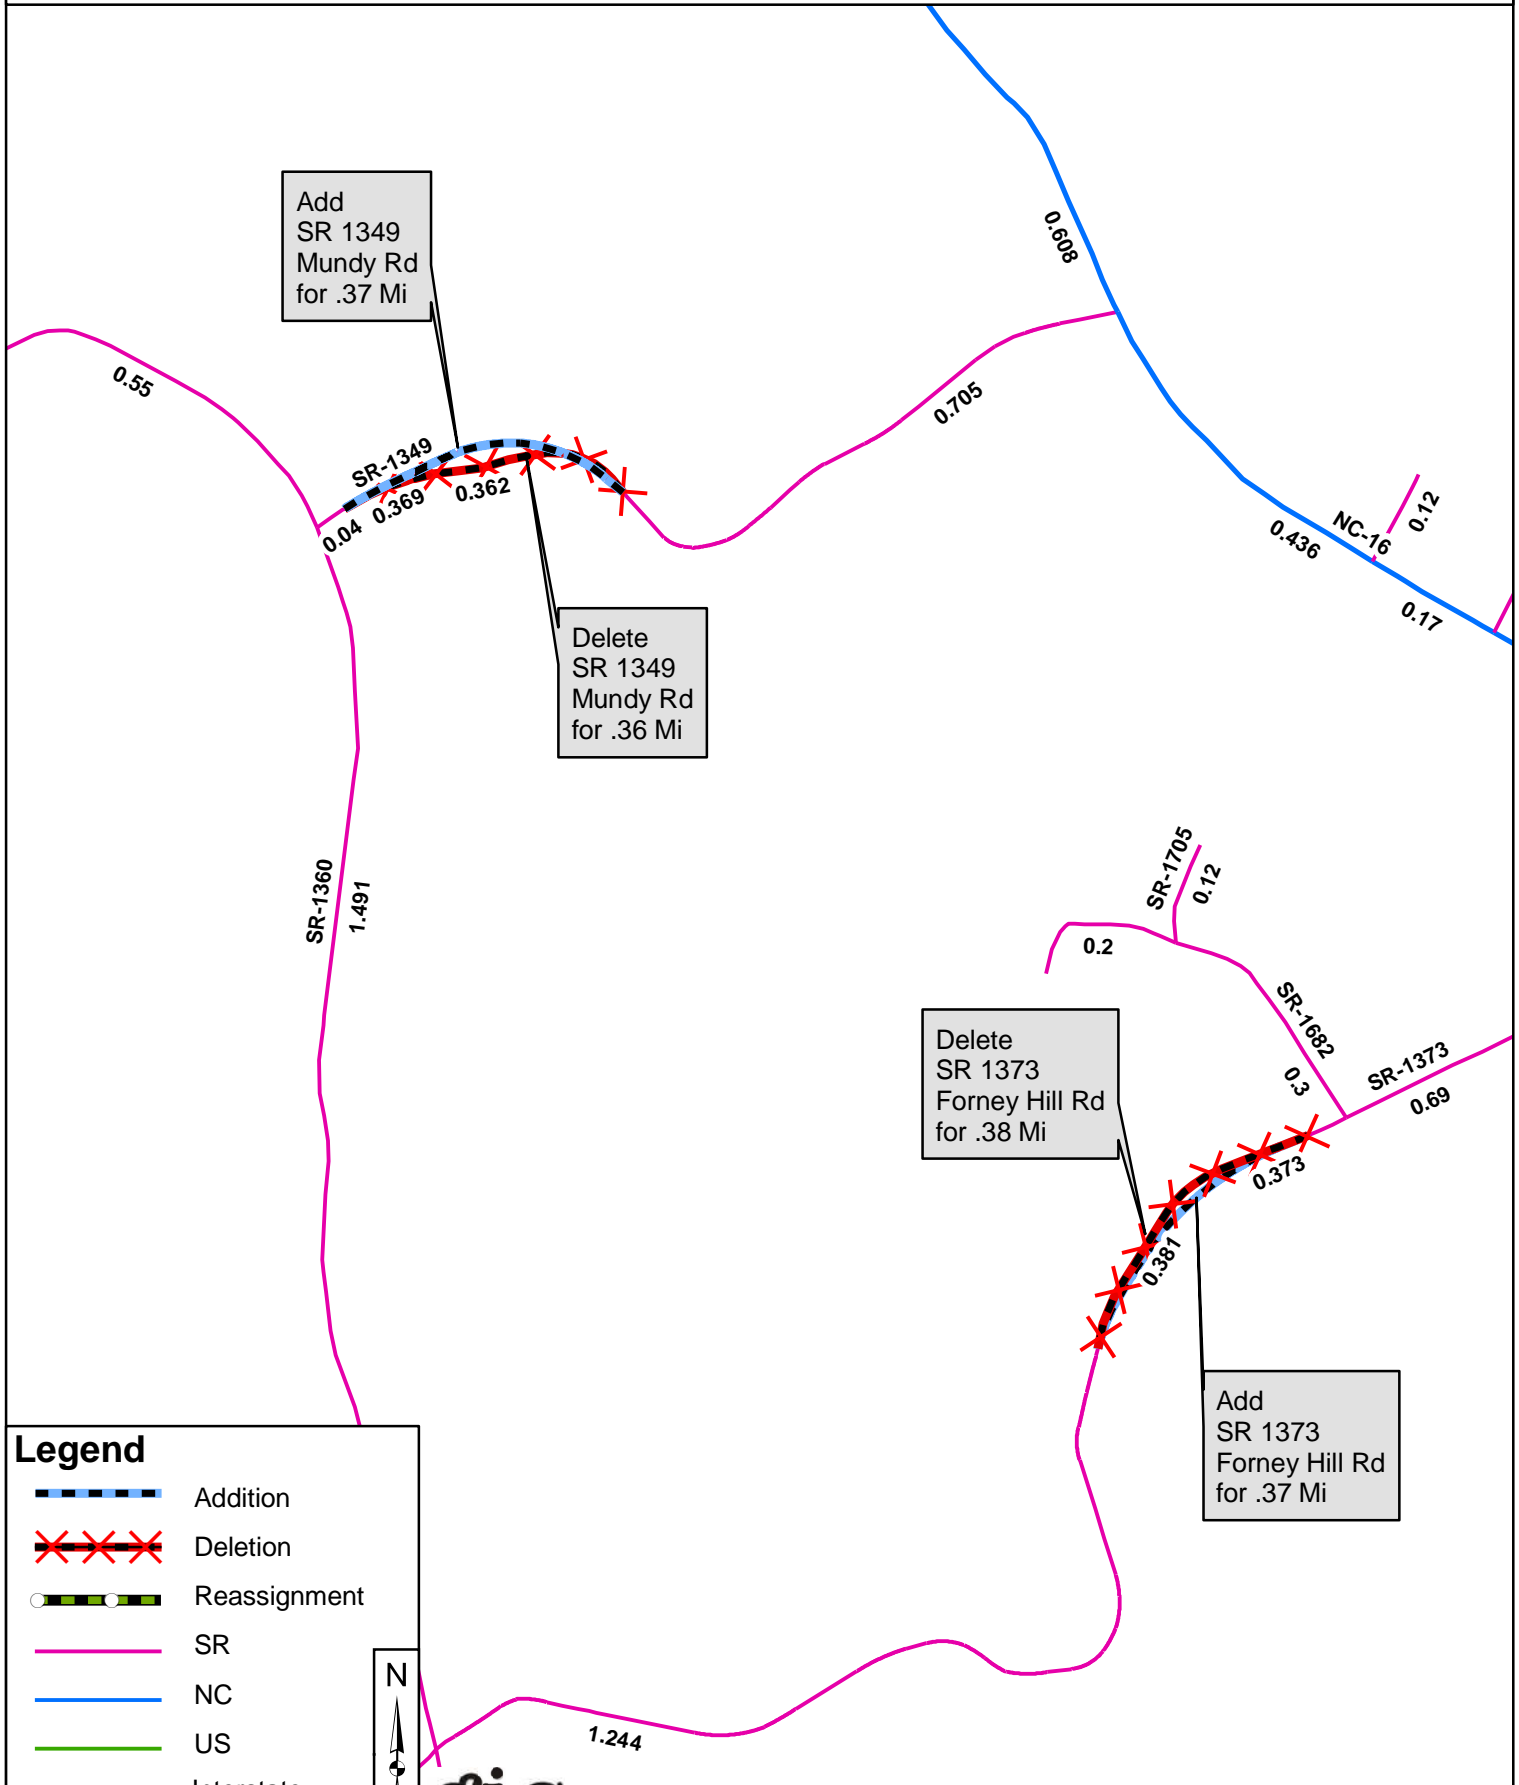 0.608
Add
SR 1349
Mundy Rd
for .37 Mi
0.55
0.705
SR-1349
0.369
0.362
0.04
NC-16
0.12
0.436
0.17
Delete
SR 1349
Mundy Rd
for .36 Mi
SR-1360
1.491
SR-1705
0.12
0.2
SR-1682
0.3
SR-1373
0.69
Delete
SR 1373
Forney Hill Rd
for .38 Mi
0.373
0.381
Add
SR 1373
Forney Hill Rd
for .37 Mi
Legend
Addition
Deletion
Reassignment
SR
NC
US
Interstate
N
1.244